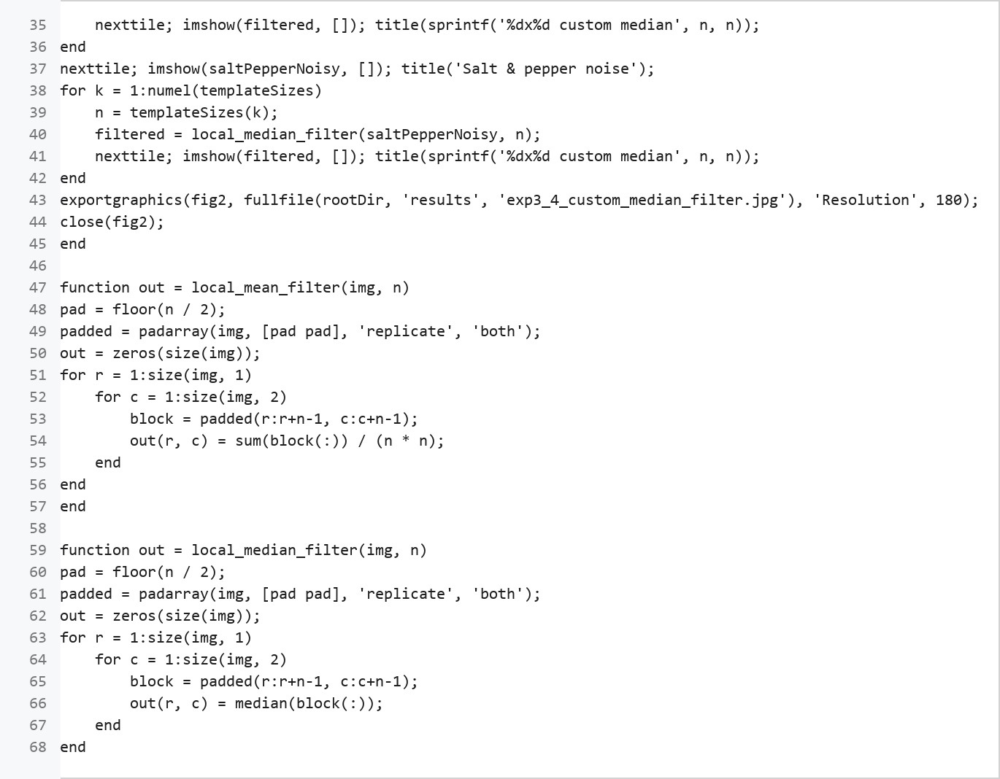 35     nexttile; imshow(filtered, []); title(sprintf('%dx%d custom median', n, n));
36 end
37 nexttile; imshow(saltPepperNoisy, []); title('Salt & pepper noise');
38 for k = 1:numel(templateSizes)
39     n = templateSizes(k);
40     filtered = local_median_filter(saltPepperNoisy, n);
41     nexttile; imshow(filtered, []); title(sprintf('%dx%d custom median', n, n));
42 end
43 exportgraphics(fig2, fullfile(rootDir, 'results', 'exp3_4_custom_median_filter.jpg'), 'Resolution', 180);
44 close(fig2);
45 end
46
47 function out = local_mean_filter(img, n)
48 pad = floor(n / 2);
49 padded = padarray(img, [pad pad], 'replicate', 'both');
50 out = zeros(size(img));
51 for r = 1:size(img, 1)
52     for c = 1:size(img, 2)
53         block = padded(r:r+n-1, c:c+n-1);
54         out(r, c) = sum(block(:)) / (n * n);
55     end
56 end
57 end
58
59 function out = local_median_filter(img, n)
60 pad = floor(n / 2);
61 padded = padarray(img, [pad pad], 'replicate', 'both');
62 out = zeros(size(img));
63 for r = 1:size(img, 1)
64     for c = 1:size(img, 2)
65         block = padded(r:r+n-1, c:c+n-1);
66         out(r, c) = median(block(:));
67     end
68 end